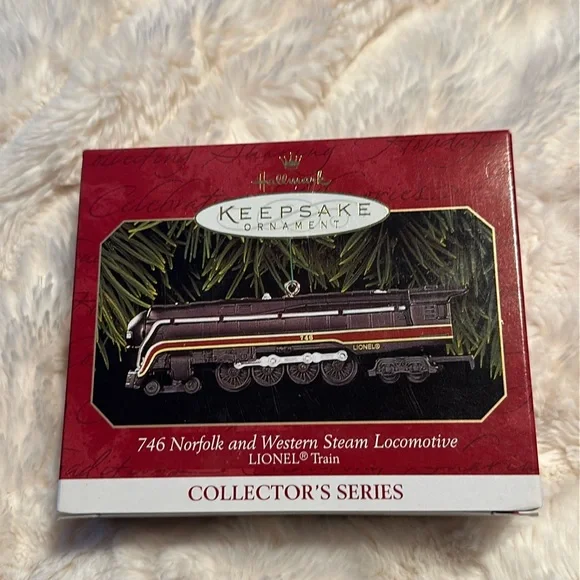 Hallmark
KEEPSAKE
ORNAMENT
746
LIONEL®
746 Norfolk and Western Steam Locomotive
LIONEL® Train
COLLECTOR'S SERIES